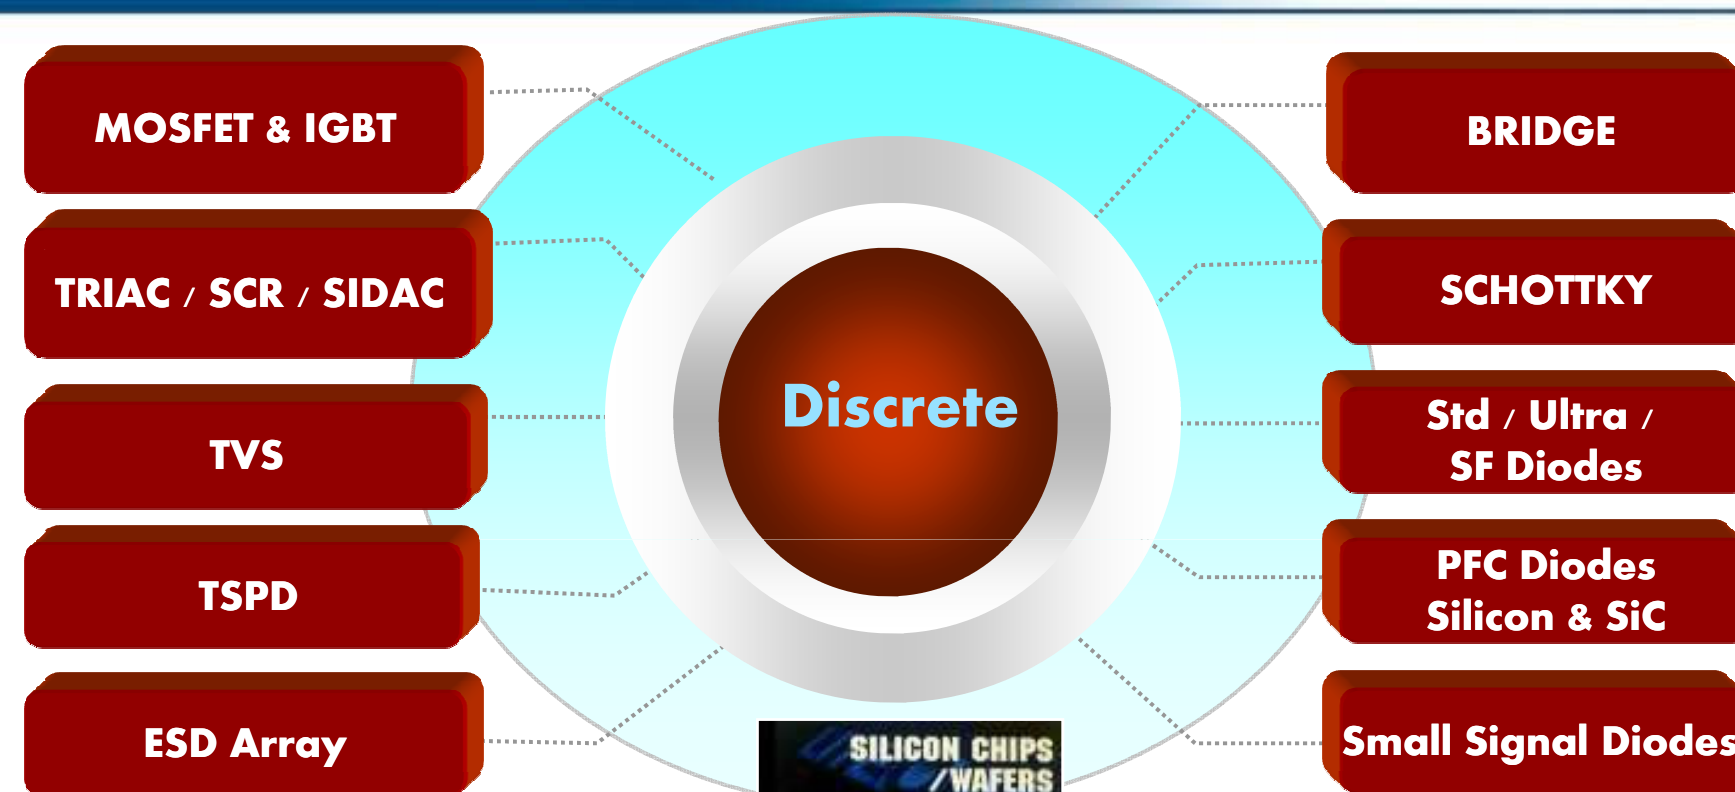 MOSFET & IGBT
TRIAC / SCR / SIDAC
TVS
TSPD
ESD Array
Discrete
BRIDGE
SCHOTTKY
Std / Ultra /
SF Diodes
PFC Diodes
Silicon & SiC
Small Signal Diodes
SILICON CHIPS
/WAFERS